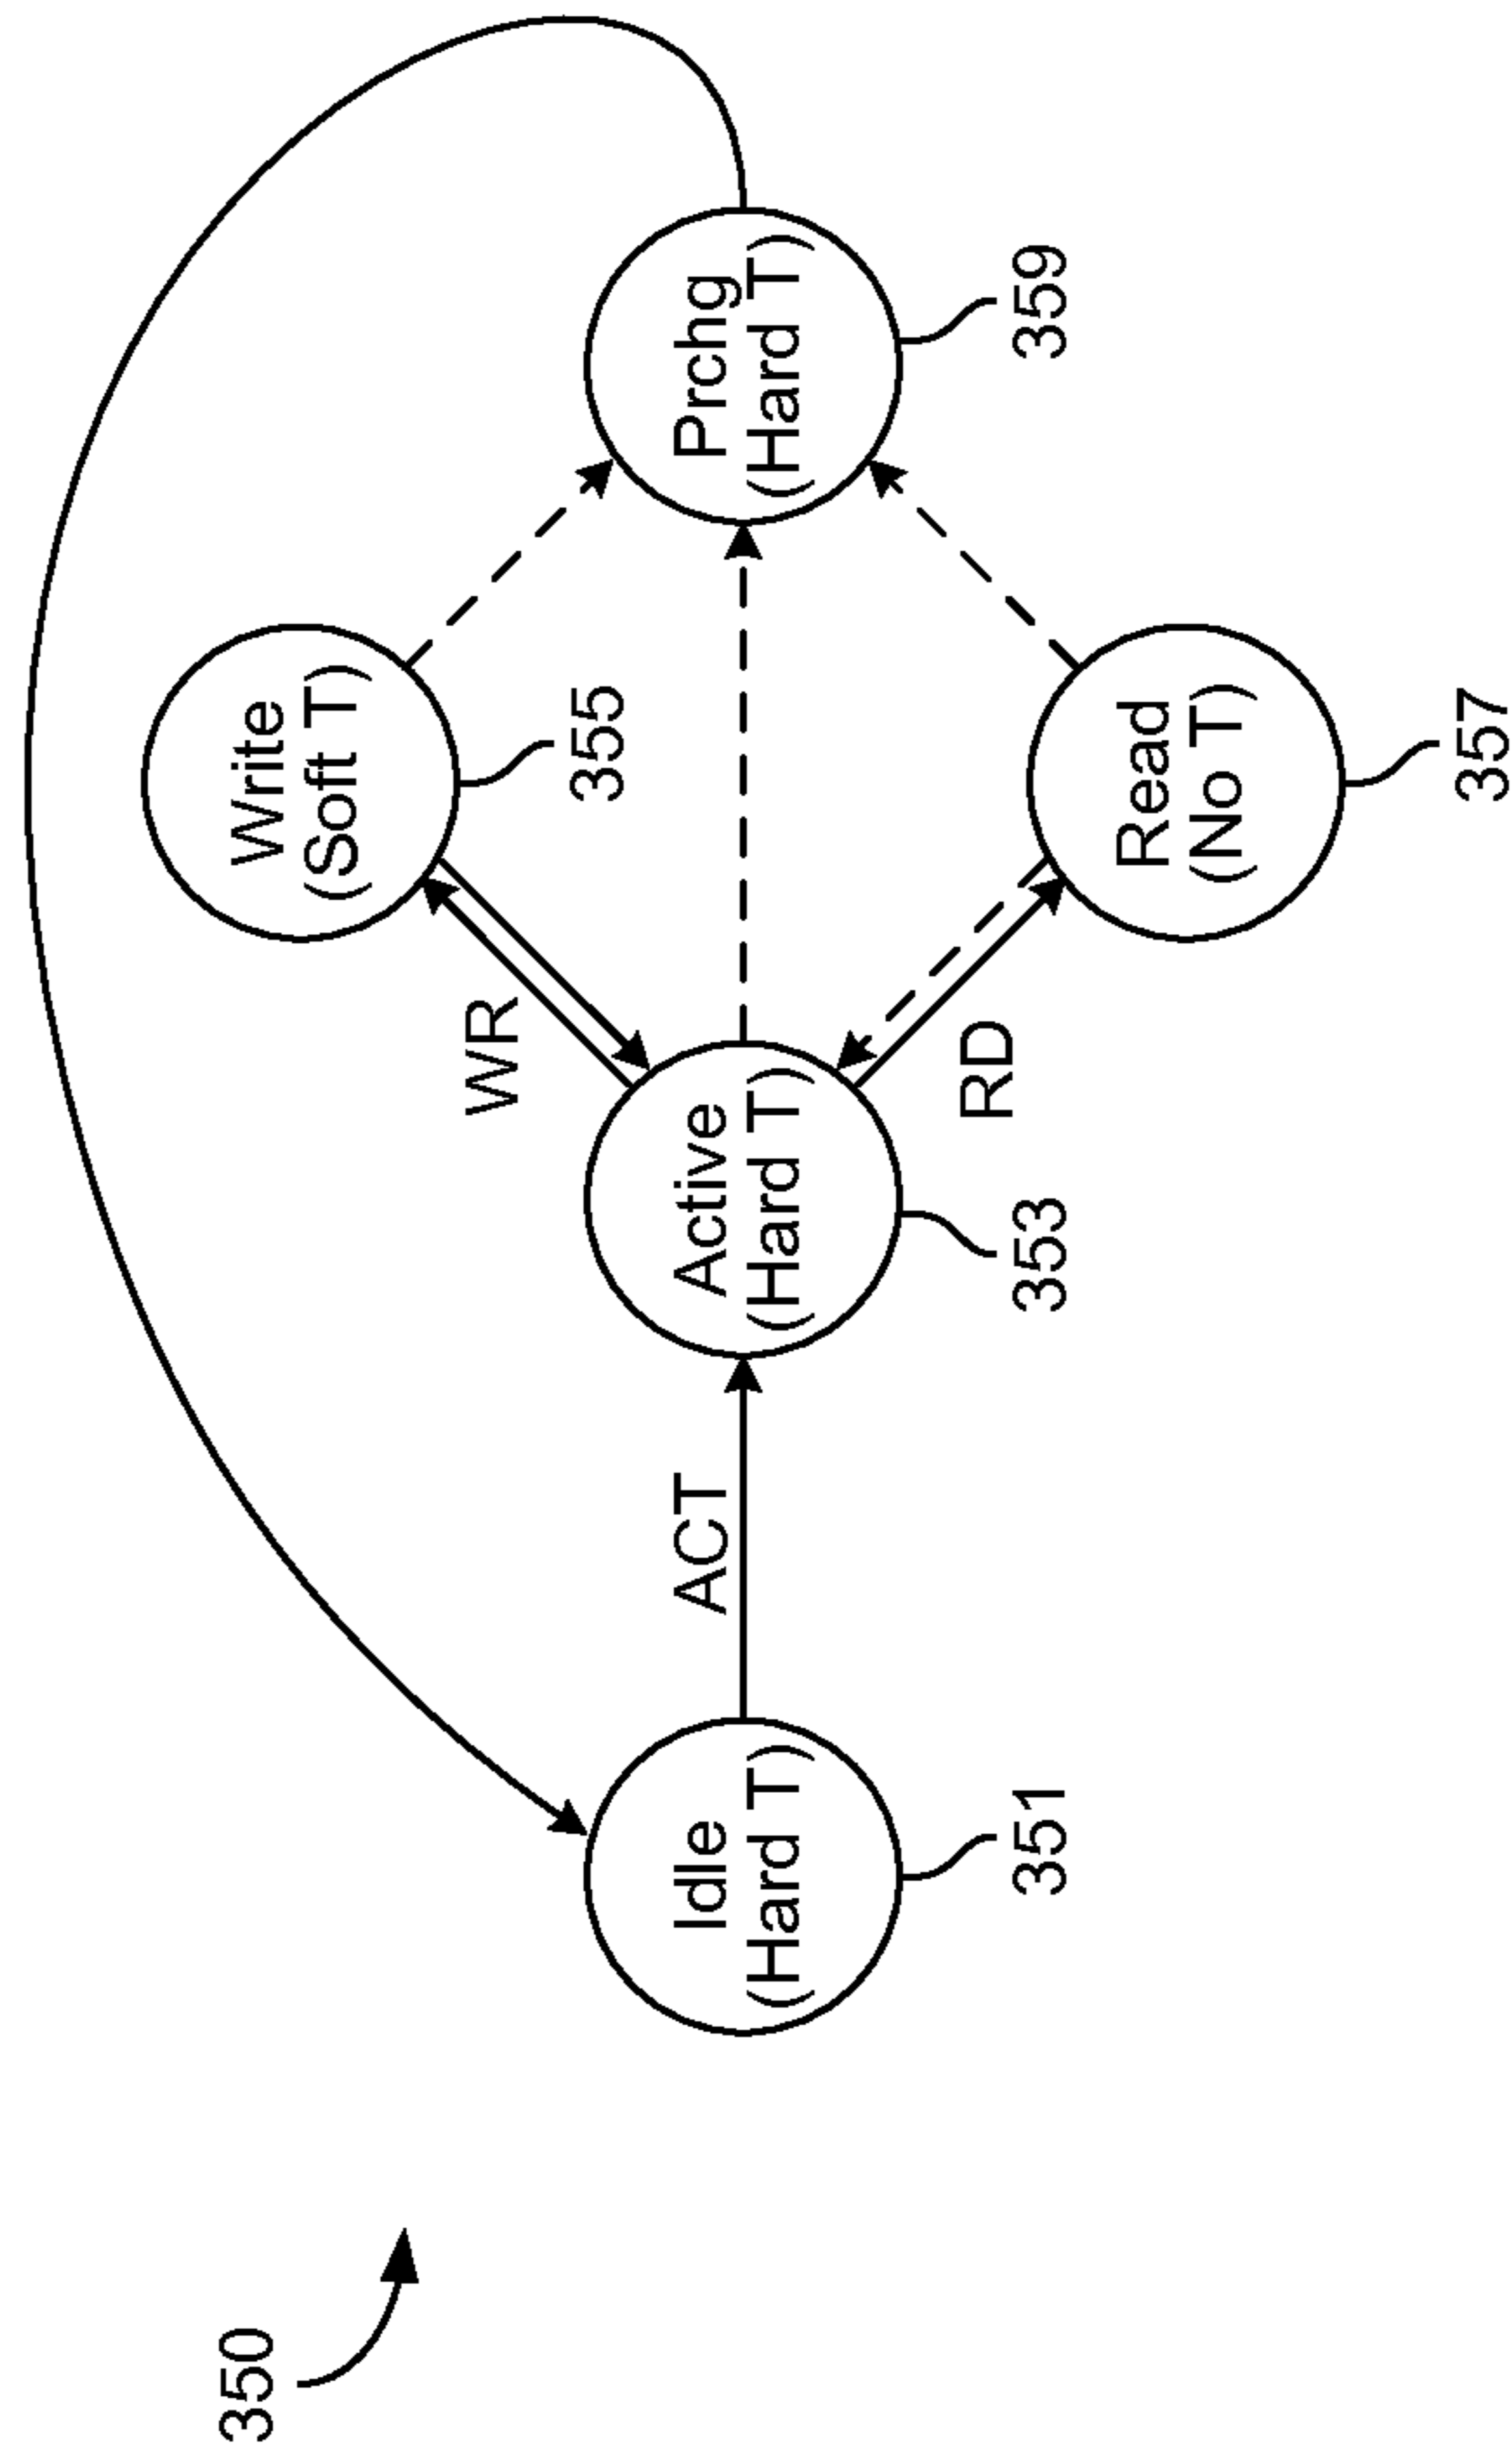 350
Idle
(Hard T)
351
ACT
Active
(Hard T)
353
WR
RD
Write
(Soft T)
355
Read
(No T)
357
Prchg
(Hard T)
359